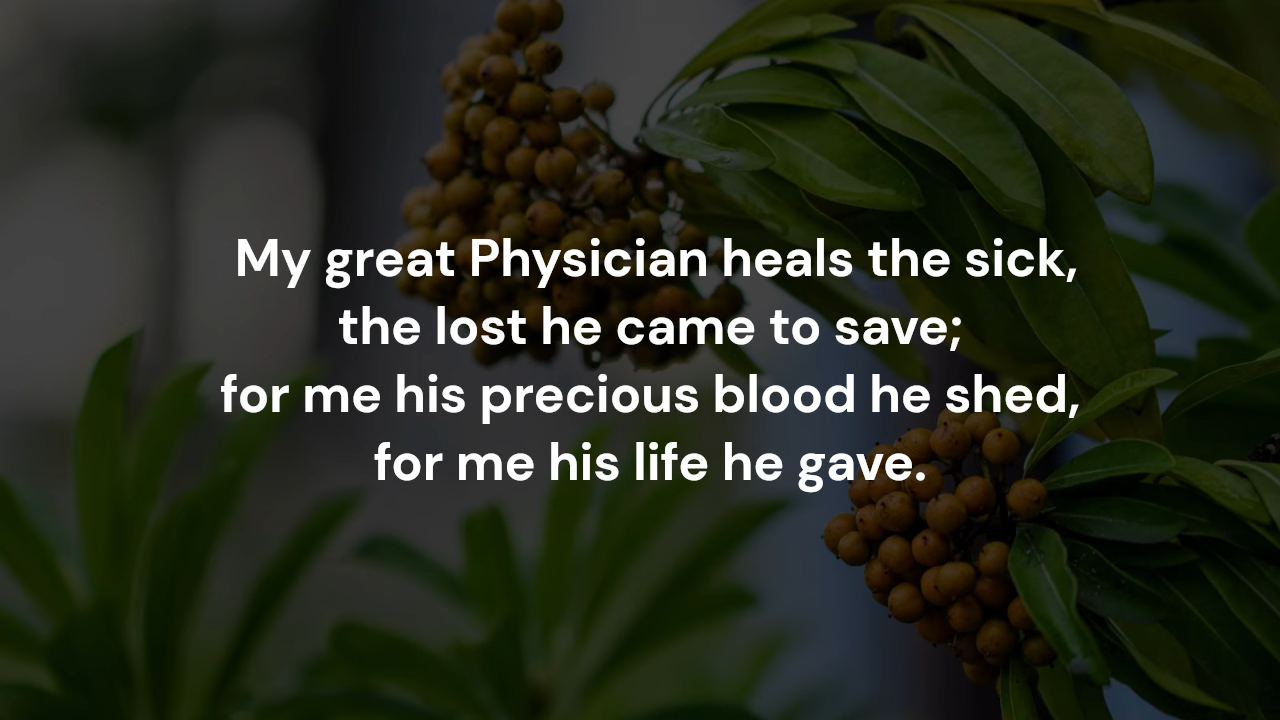 My great Physician heals the sick,
the lost he came to save;
for me his precious blood he shed,
for me his life he gave.